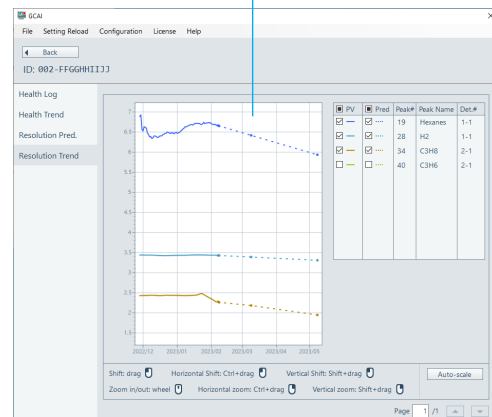 GCAI
File Setting Reload Configuration License Help
Back
ID: 002-FFGGHHIIJJ
Health Log
Health Trend
Resolution Pred.
Resolution Trend
7
6.5
6
5.5
5
4.5
4
3.5
3
2.5
2
1.5
2022/12 2023/01 2023/02 2023/03 2023/04 2023/05
PV Pred Peak# Peak Name Det.#
19 Hexanes 1-1
28 H2 1-1
34 C3H8 2-1
40 C3H6 2-1
Shift: drag Horizontal Shift: Ctrl+drag Vertical Shift: Shift+drag
Zoom in/out: wheel Horizontal zoom: Ctrl+drag Vertical zoom: Shift+drag
Auto-scale
Page 1 /1